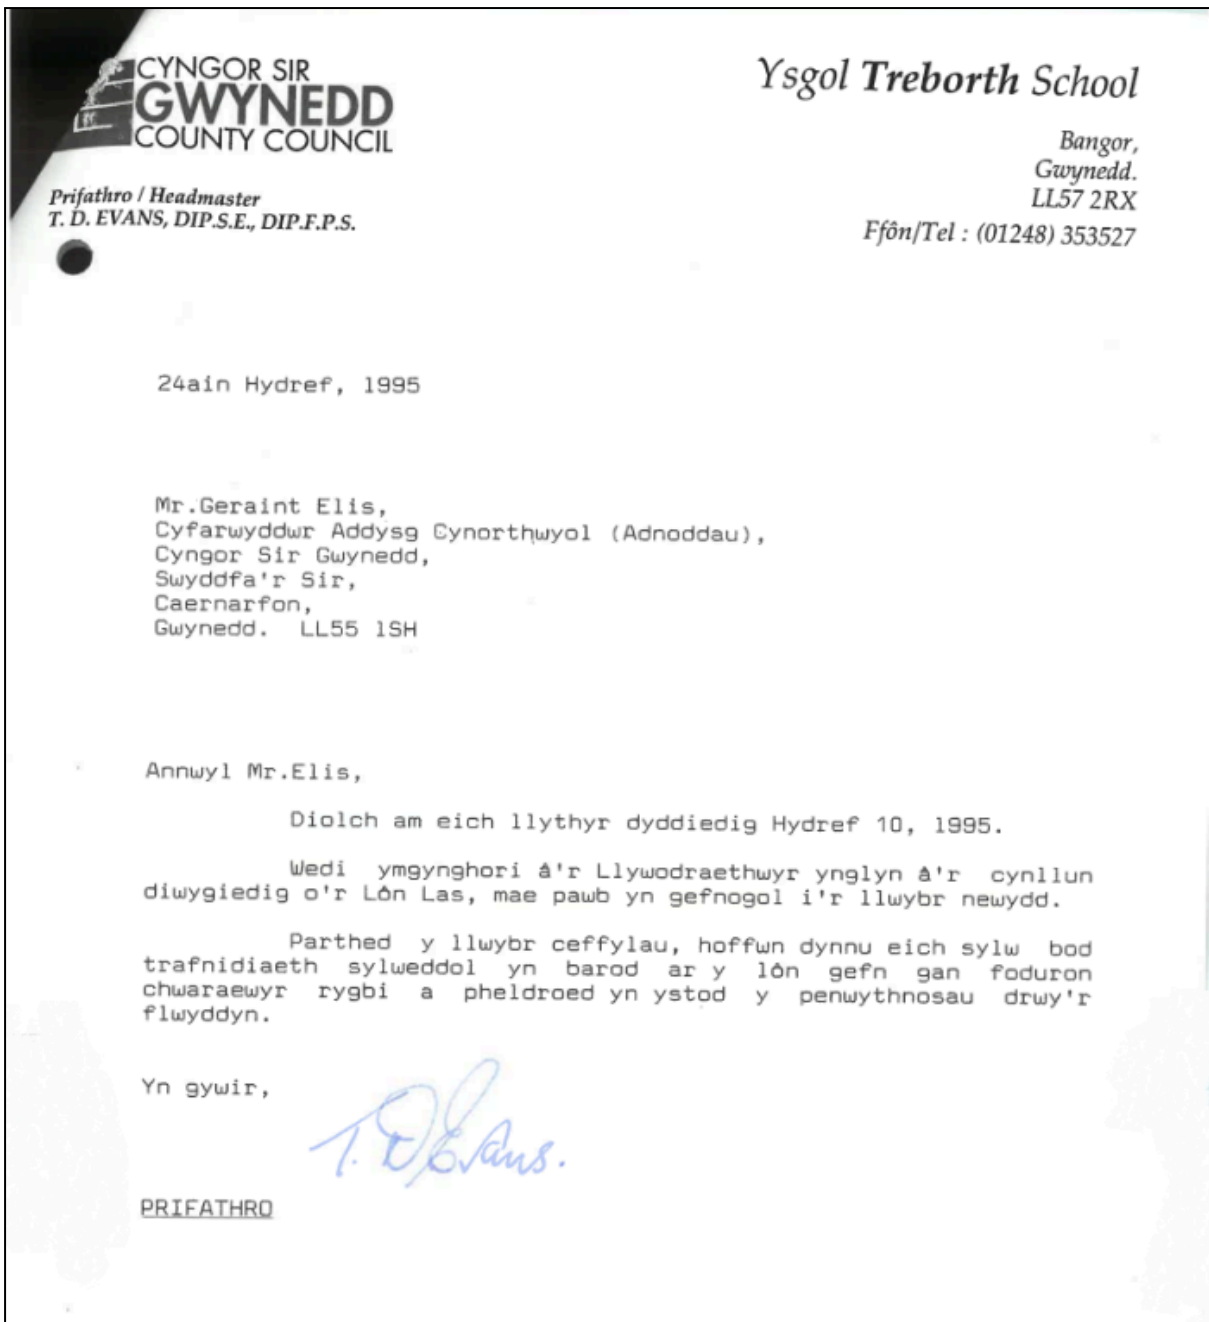 CYNGOR SIR
GWYNEDD
COUNTY COUNCIL
Prifathro / Headmaster
T. D. EVANS, DIP.S.E., DIP.F.P.S.
Ysgol Treborth School
Bangor,
Gwynedd.
LL57 2RX
Ffôn/Tel : (01248) 353527
24ain Hydref, 1995
Mr.Geraint Elis,
Cyfarwyddwr Addysg Cynorthwyol (Adnoddau),
Cyngor Sir Gwynedd,
Swyddfa'r Sir,
Caernarfon,
Gwynedd. LL55 1SH
Annwyl Mr.Elis,
Diolch am eich llythyr dyddiedig Hydref 10, 1995.
Wedi ymgynghori â'r Llywodraethwyr ynglyn â'r cynllun
diwygiedig o'r Lôn Las, mae pawb yn gefnogol i'r llwybr newydd.
Parthed y llwybr ceffylau, hoffwn dynnu eich sylw bod
trafnidiaeth sylweddol yn barod ar y lôn gefn gan foduron
chwaraewyr rygbi a pheldroed yn ystod y penwythnosau drwy'r
flwyddyn.
Yn gywir,
T. D Evans.
PRIFATHRO